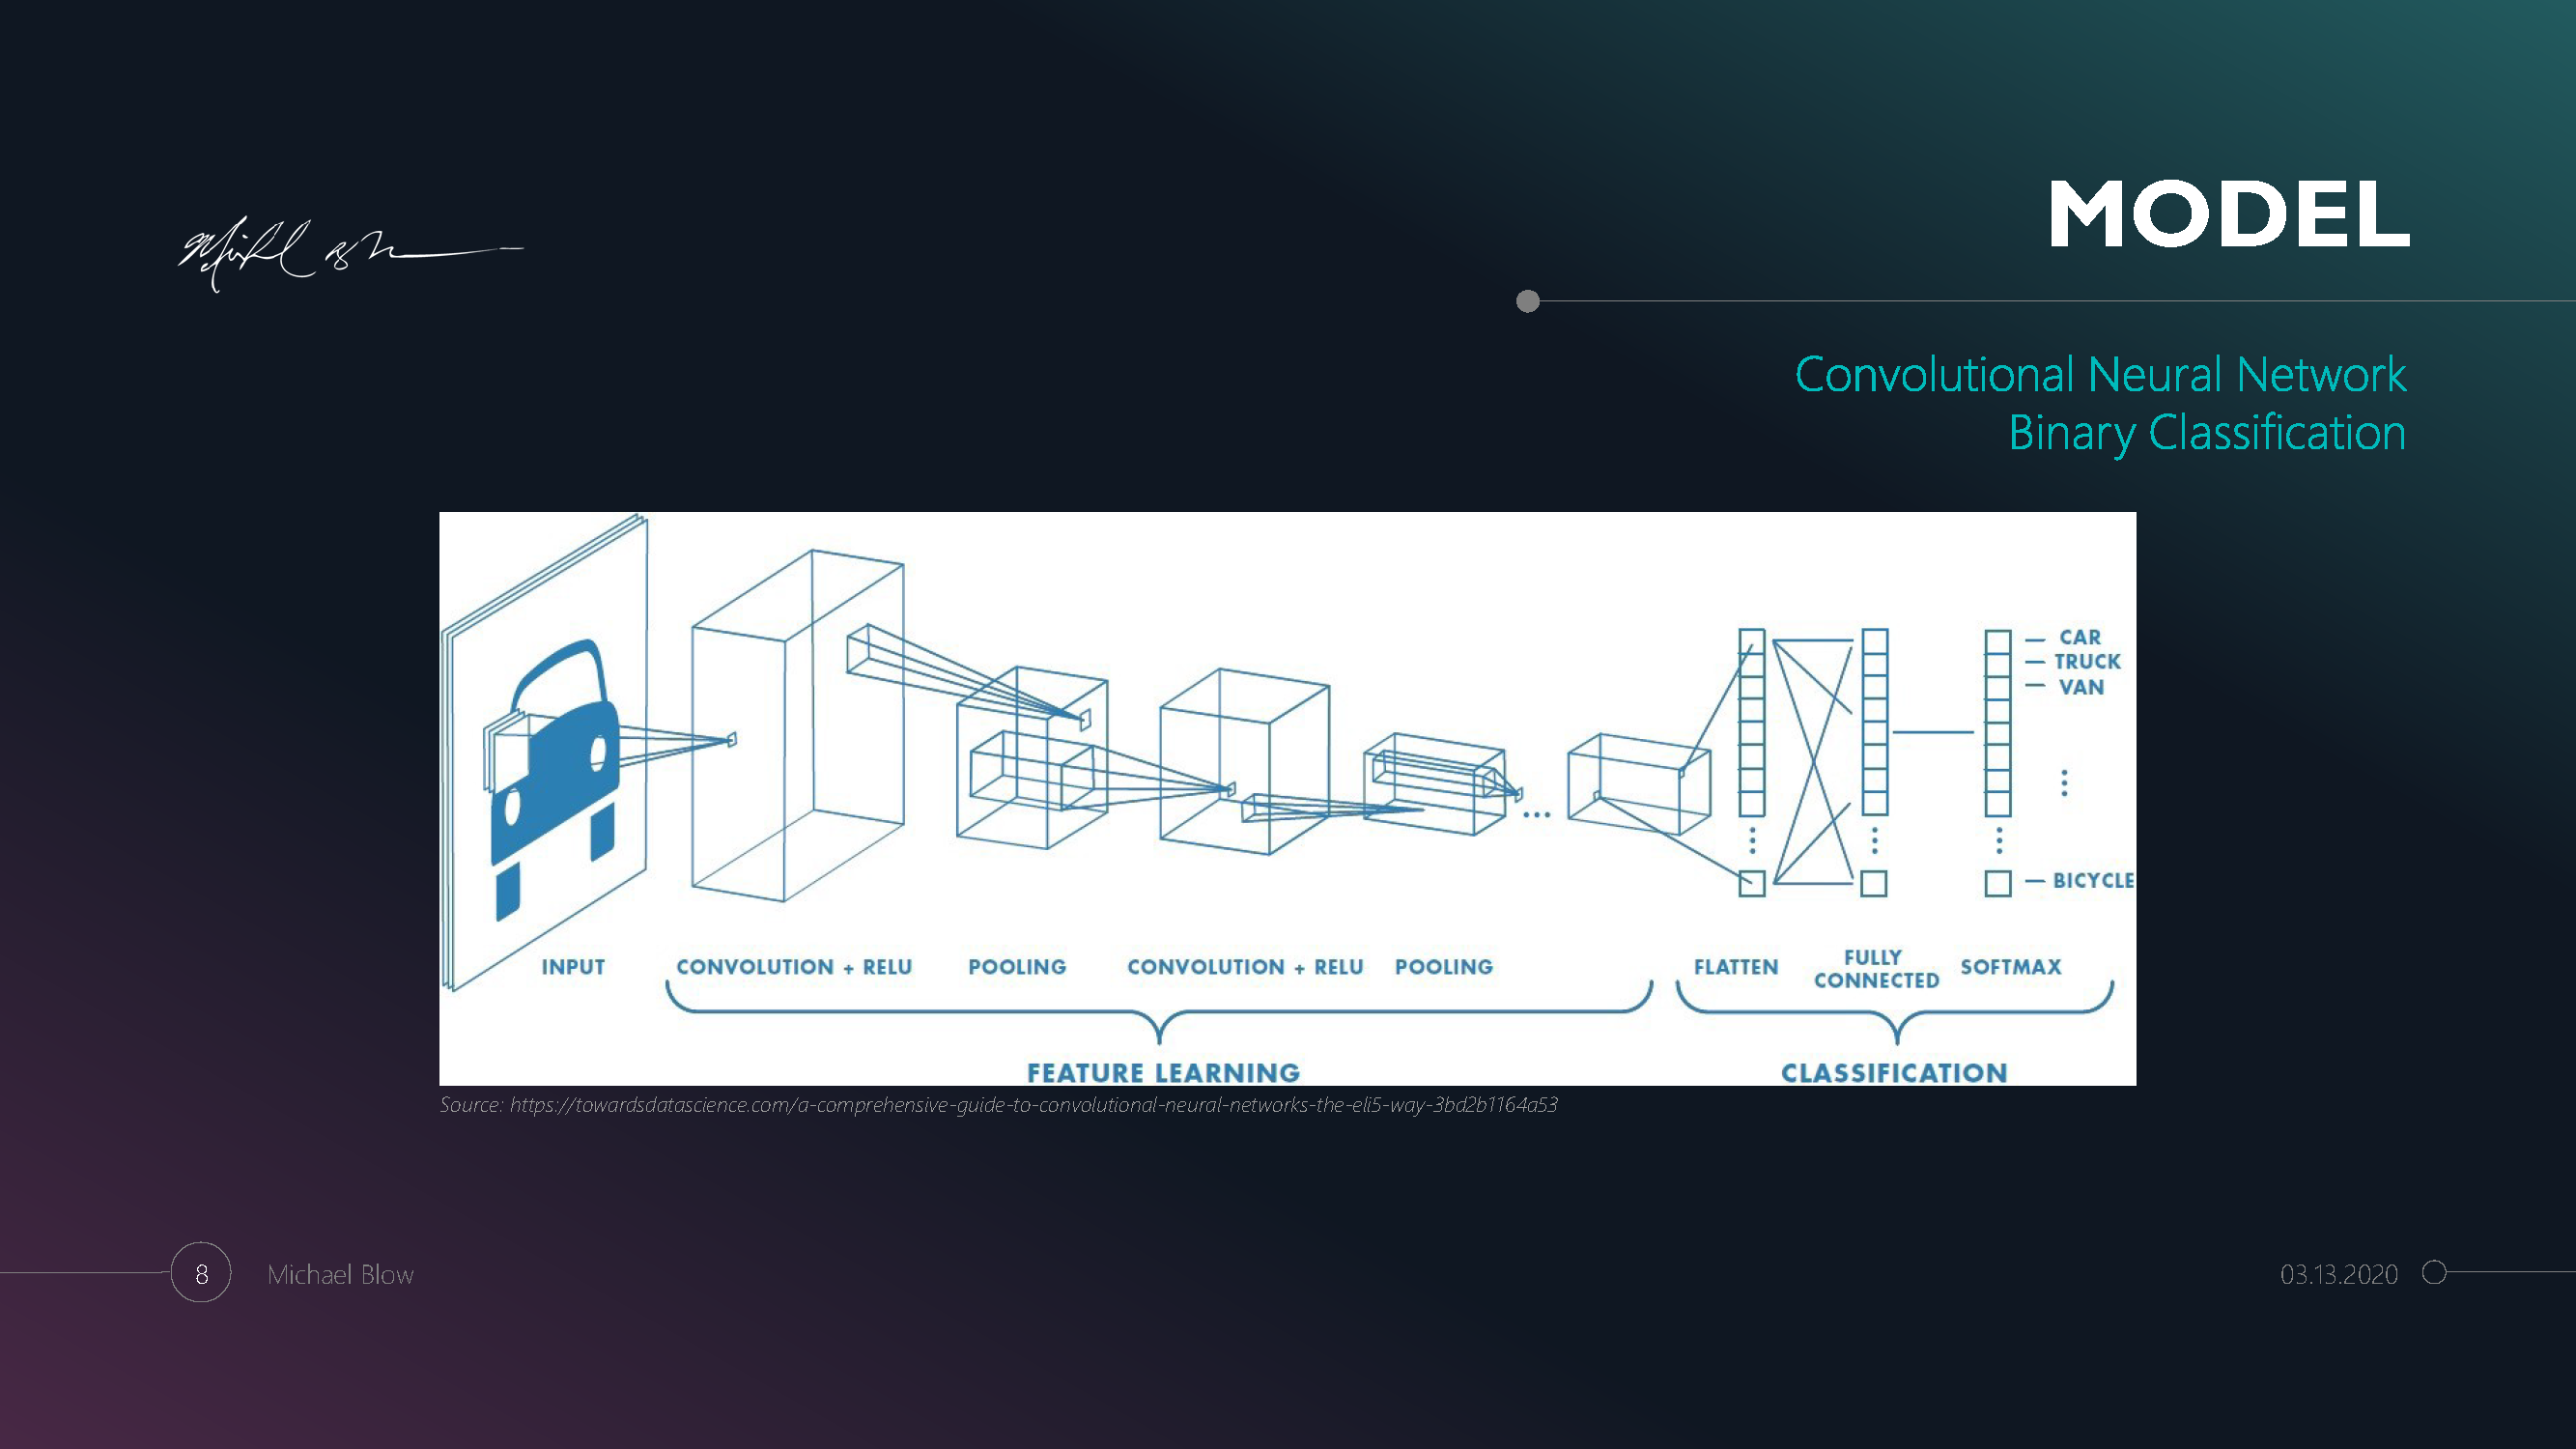 MODEL
Convolutional Neural Network
Binary Classification
CAR
TRUCK
VAN
BICYCLE
INPUT
CONVOLUTION + RELU
POOLING
CONVOLUTION + RELU
POOLING
FLATTEN
FULLY
CONNECTED
SOFTMAX
FEATURE LEARNING
CLASSIFICATION
Source: https://towardsdatascience.com/a-comprehensive-guide-to-convolutional-neural-networks-the-eli5-way-3bd2b1164a53
8
Michael Blow
03.13.2020